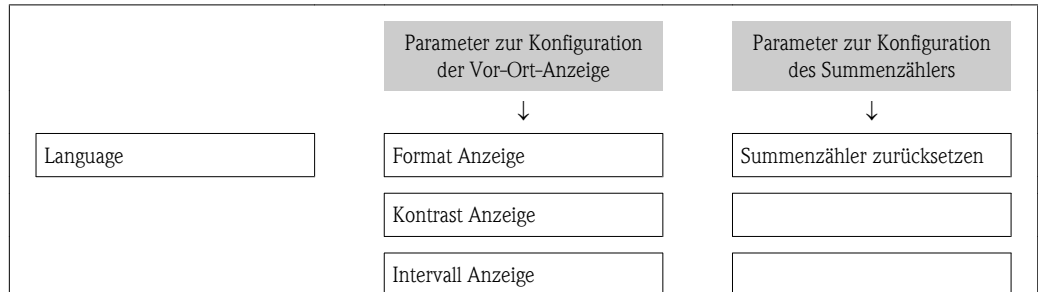 Parameter zur Konfiguration
der Vor-Ort-Anzeige
Parameter zur Konfiguration
des Summenzählers
↓
↓
Language
Format Anzeige
Summenzähler zurücksetzen
Kontrast Anzeige
Intervall Anzeige